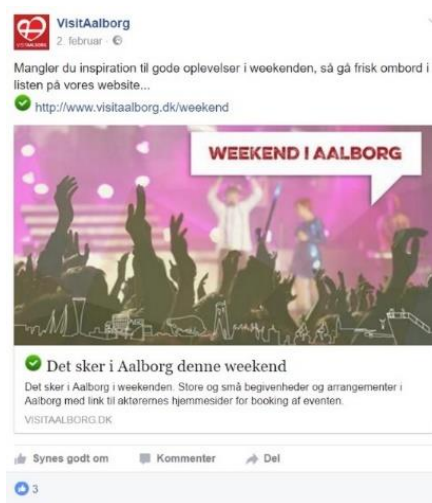 VisitAalborg
VISITAALBORG
2. februar
Mangler du inspiration til gode oplevelser i weekenden, så gå frisk ombord i
listen på vores website...
http://www.visitaalborg.dk/weekend
WEEKEND I AALBORG
Det sker i Aalborg denne weekend
Det sker i Aalborg i weekenden. Store og små begivenheder og arrangementer i
Aalborg med link til aktørernes hjemmesider for booking af eventen.
VISITAALBORG.DK
Synes godt om Kommenter Del
3